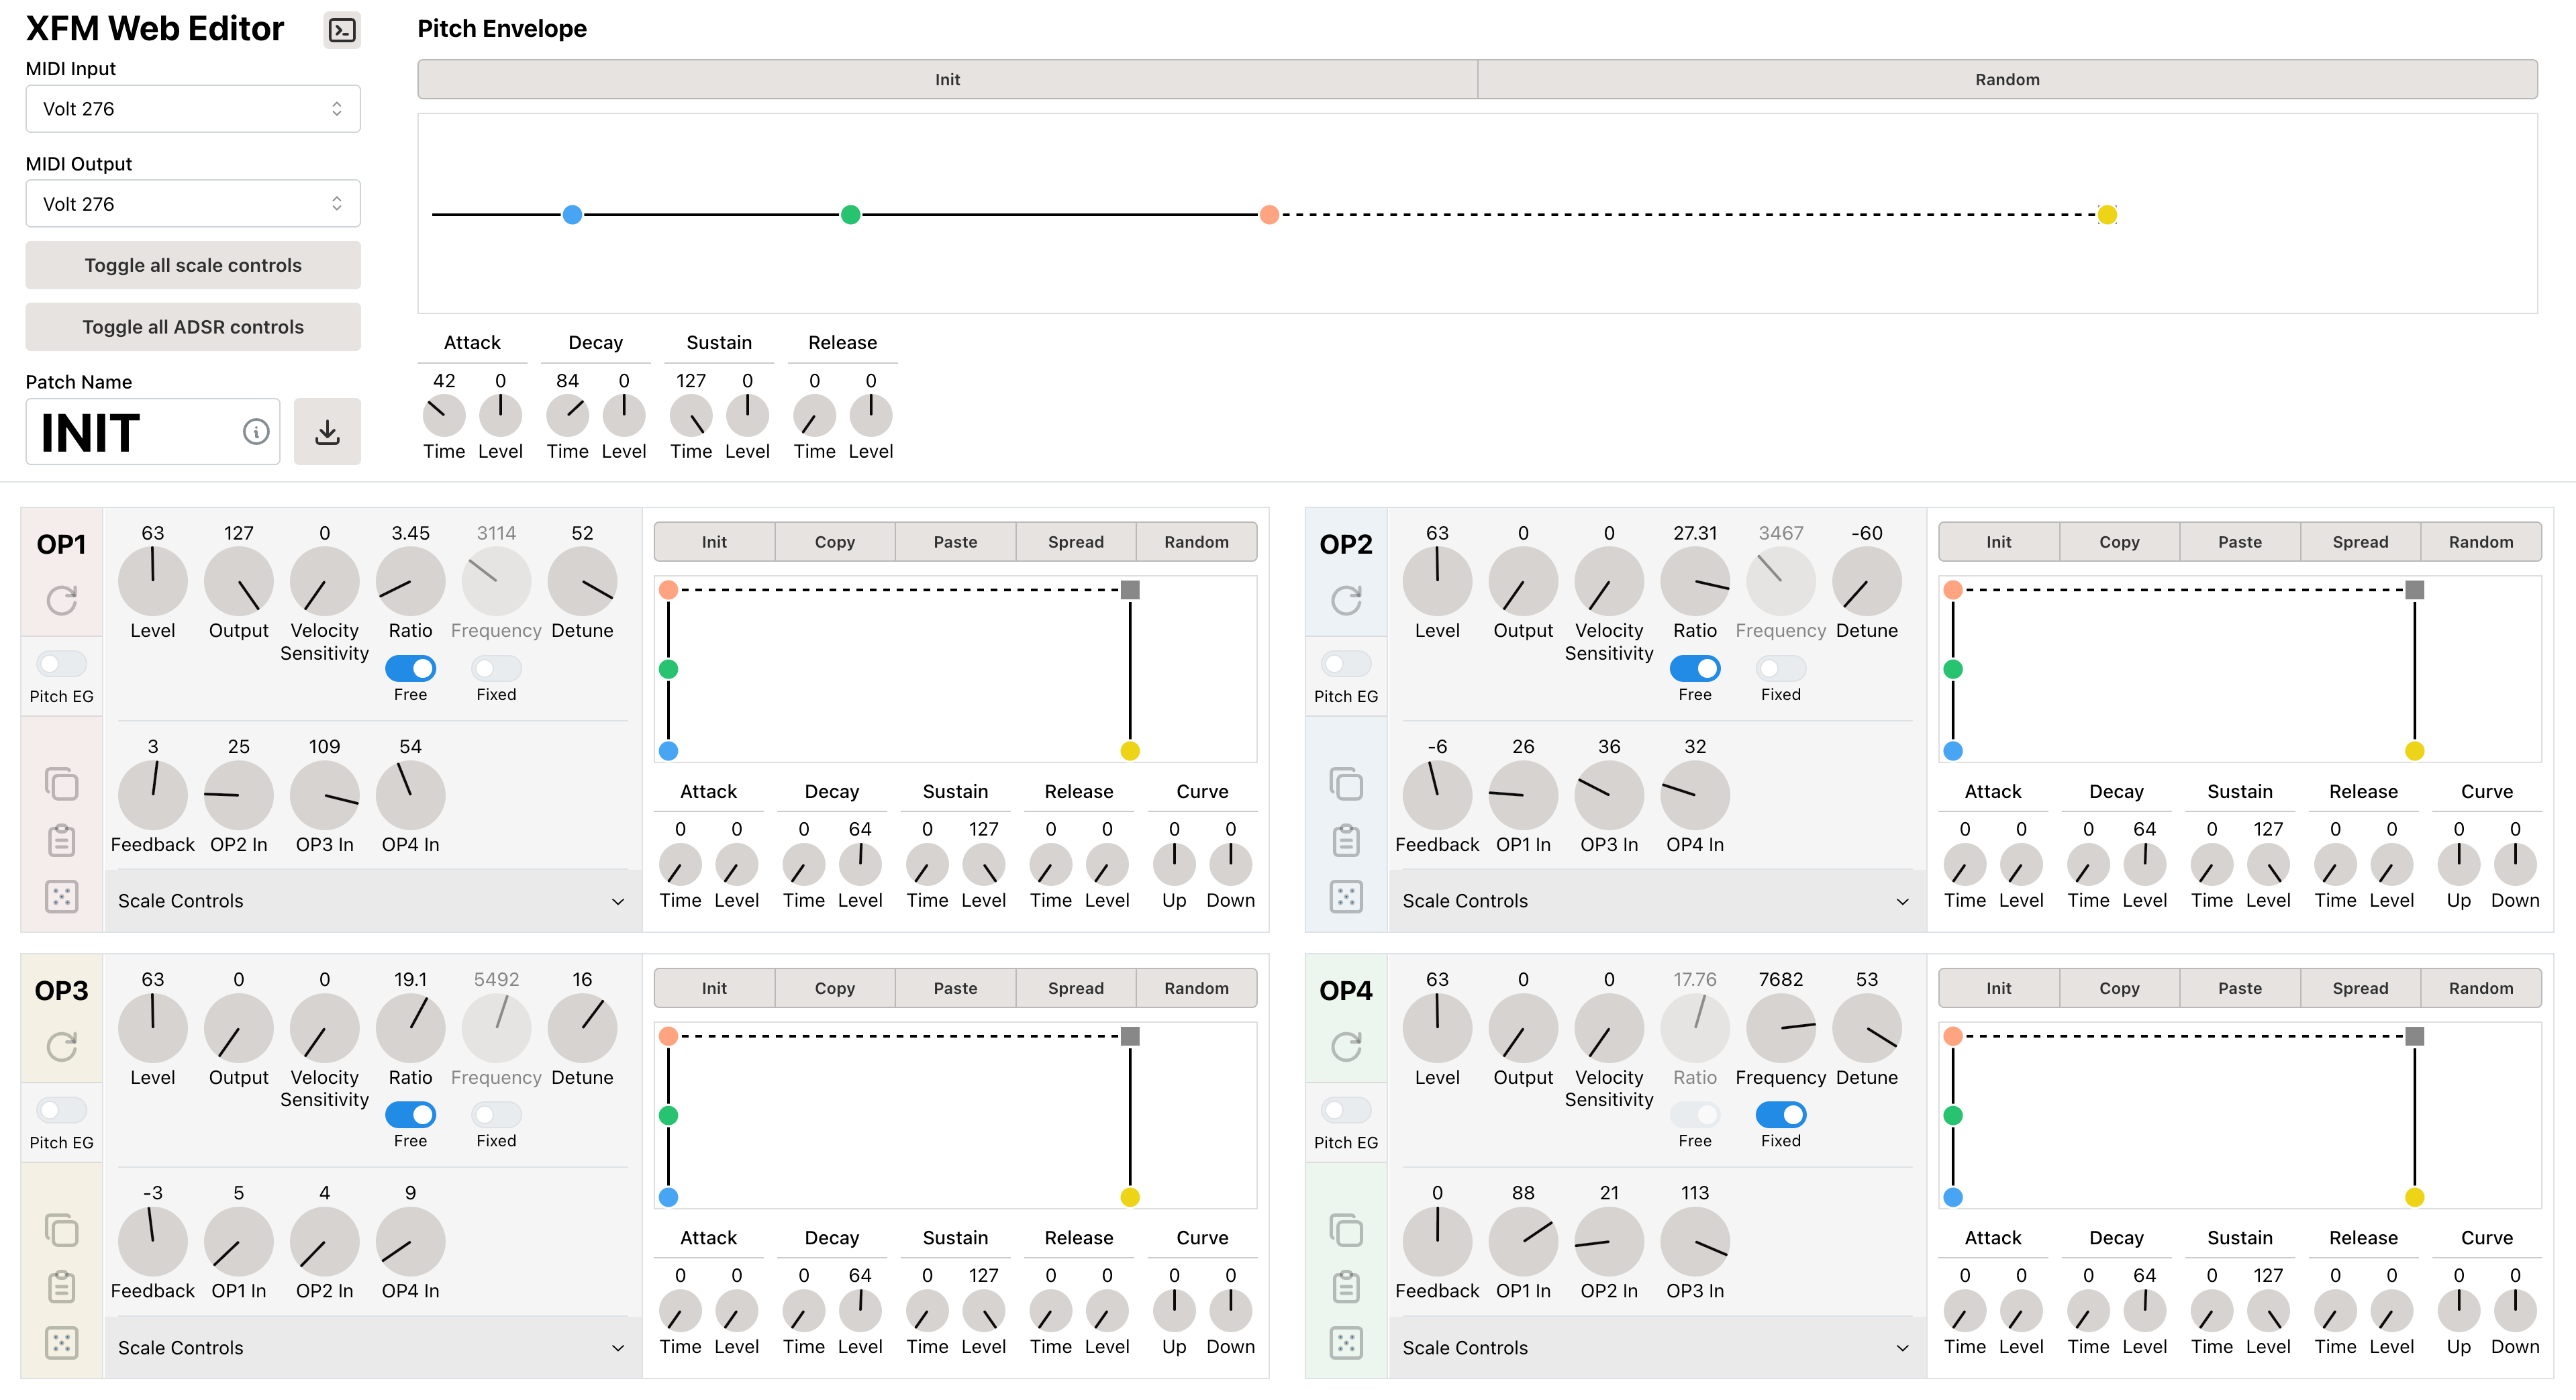 XFM Web Editor
MIDI Input
Volt 276
MIDI Output
Volt 276
Toggle all scale controls
Toggle all ADSR controls
Patch Name
INIT
Pitch Envelope
Init Random
Attack Decay Sustain Release
42 0 84 0 127 0 0 0
Time Level Time Level Time Level Time Level
OP1
Pitch EG
63 127 0 3.45 3114 52
Level Output Velocity Sensitivity Ratio Frequency Detune
Free Fixed
3 25 109 54
Feedback OP2 In OP3 In OP4 In
Scale Controls
Init Copy Paste Spread Random
Attack Decay Sustain Release Curve
0 0 0 64 0 127 0 0 0 0
Time Level Time Level Time Level Time Level Up Down
OP2
Pitch EG
63 0 0 27.31 3467 -60
Level Output Velocity Sensitivity Ratio Frequency Detune
Free Fixed
-6 26 36 32
Feedback OP1 In OP3 In OP4 In
Scale Controls
Init Copy Paste Spread Random
Attack Decay Sustain Release Curve
0 0 0 64 0 127 0 0 0 0
Time Level Time Level Time Level Time Level Up Down
OP3
Pitch EG
63 0 0 19.1 5492 16
Level Output Velocity Sensitivity Ratio Frequency Detune
Free Fixed
-3 5 4 9
Feedback OP1 In OP2 In OP4 In
Scale Controls
Init Copy Paste Spread Random
Attack Decay Sustain Release Curve
0 0 0 64 0 127 0 0 0 0
Time Level Time Level Time Level Time Level Up Down
OP4
Pitch EG
63 0 0 17.76 7682 53
Level Output Velocity Sensitivity Ratio Frequency Detune
Free Fixed
0 88 21 113
Feedback OP1 In OP2 In OP3 In
Scale Controls
Init Copy Paste Spread Random
Attack Decay Sustain Release Curve
0 0 0 64 0 127 0 0 0 0
Time Level Time Level Time Level Time Level Up Down